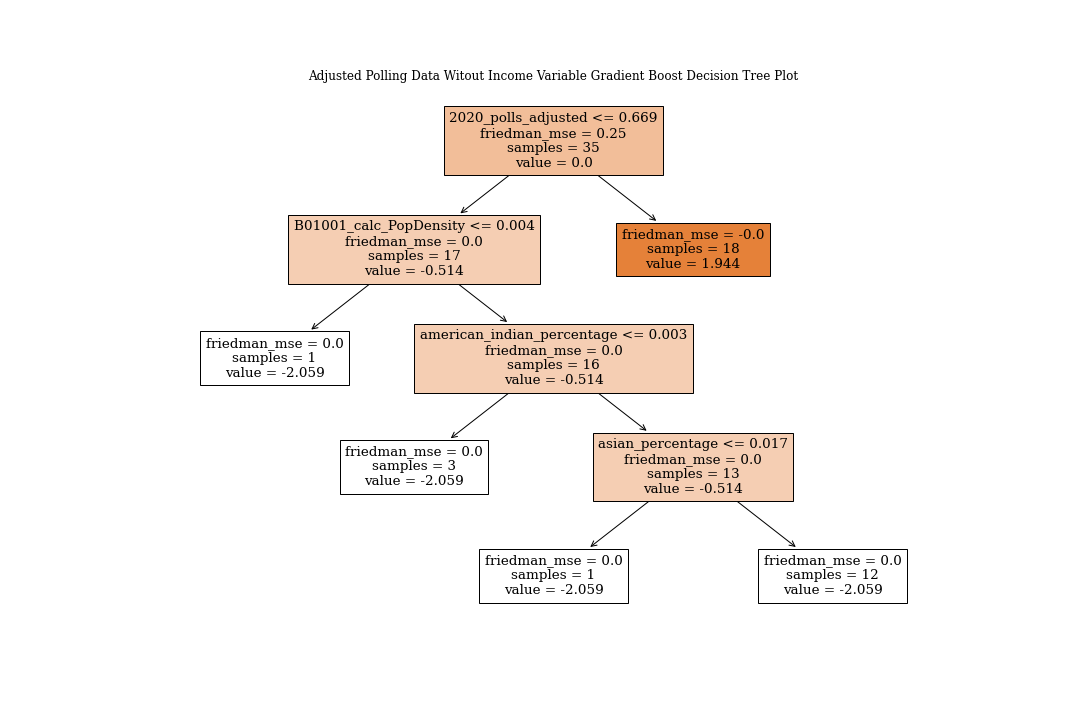 Adjusted Polling Data Witout Income Variable Gradient Boost Decision Tree Plot
2020_polls_adjusted <= 0.669
friedman_mse = 0.25
samples = 35
value = 0.0
B01001_calc_PopDensity <= 0.004
friedman_mse = 0.0
samples = 17
value = -0.514
friedman_mse = -0.0
samples = 18
value = 1.944
friedman_mse = 0.0
samples = 1
value = -2.059
american_indian_percentage <= 0.003
friedman_mse = 0.0
samples = 16
value = -0.514
friedman_mse = 0.0
samples = 3
value = -2.059
asian_percentage <= 0.017
friedman_mse = 0.0
samples = 13
value = -0.514
friedman_mse = 0.0
samples = 1
value = -2.059
friedman_mse = 0.0
samples = 12
value = -2.059